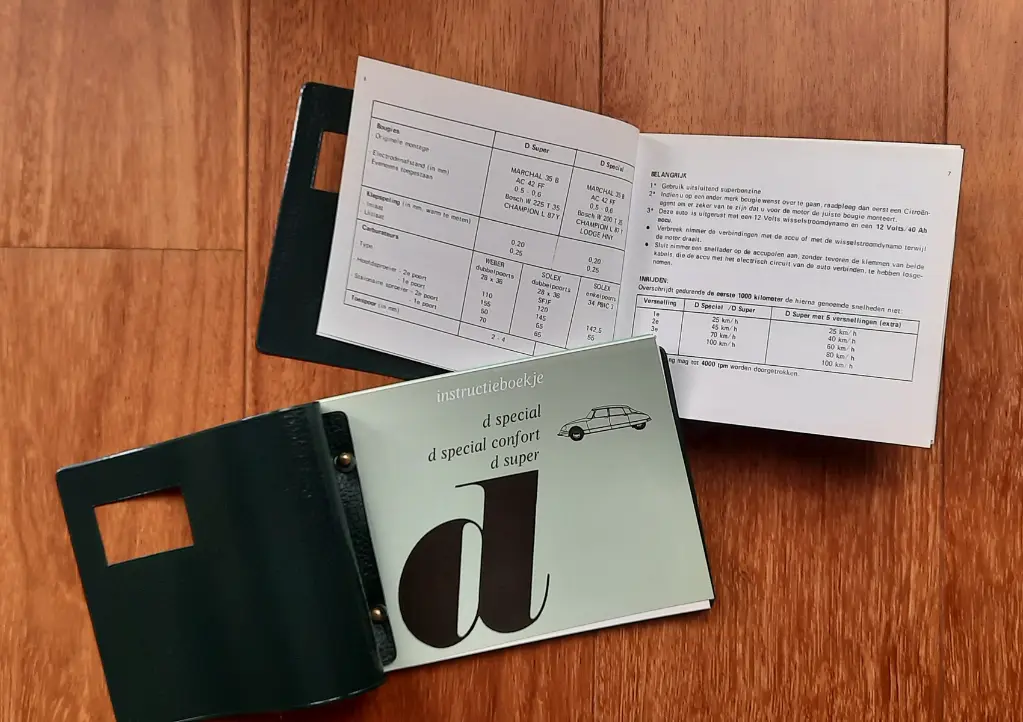 6
Bougies
D Super
D Special
Originele montage
MARCHAL 35 B
MARCHAL 35 B
AC 42 FF
AC 42 FF
Electrodenafstand (in mm)
0.5 - 0,6
0.5 - 0,6
Eveneens toegestaan
Bosch W 225 T 35
Bosch W 200 T 35
CHAMPION L 87 Y
CHAMPION L 87
LODGE HNY
Klepspeling (in mm, warm te meten)
Inlaat
0,20
0,20
Uitlaat
0,25
0,25
Carburateurs
WEBER
SOLEX
SOLEX
Type
dubbelpoorts
dubbelpoorts
enkelpoorts
28 x 36
28 x 36
34 PBIC
SFIF
Hoofdsproeier - 1e poort
110
120
142,5
- 2e poort
155
145
Stationaire sproeier - 1e poort
50
65
55
- 2e poort
70
65
Toespoor (in mm)
2 - 4
7
BELANGRIJK
1* Gebruik uitsluitend superbenzine
2* Indien u op een ander merk bougie wenst over te gaan, raadpleeg dan eerst een Citroën-
agent om er zeker van te zijn dat u voor de motor de juiste bougie monteert.
3* Deze auto is uitgerust met een 12 Volts wisselstroomdynamo en een 12 Volts/40 Ah
accu.
● Verbreek nimmer de verbindingen met de accu of met de wisselstroomdynamo terwijl
de motor draait.
● Sluit nimmer een snellader op de accupolen aan, zonder tevoren de klemmen van beide
kabels, die de accu met het electrisch circuit van de auto verbinden, te hebben losge-
nomen.
INRIJDEN:
Overschrijdt gedurende de eerste 1000 kilometer de hierna genoemde snelheden niet:
Versnelling
D Special / D Super
D Super met 5 versnellingen (extra)
1e
25 km/h
25 km/h
2e
45 km/h
40 km/h
3e
70 km/h
60 km/h
100 km/h
80 km/h
100 km/h
mag tot 4000 tpm worden doorgetrokken.
instructieboekje
d special
d special confort
d super
d